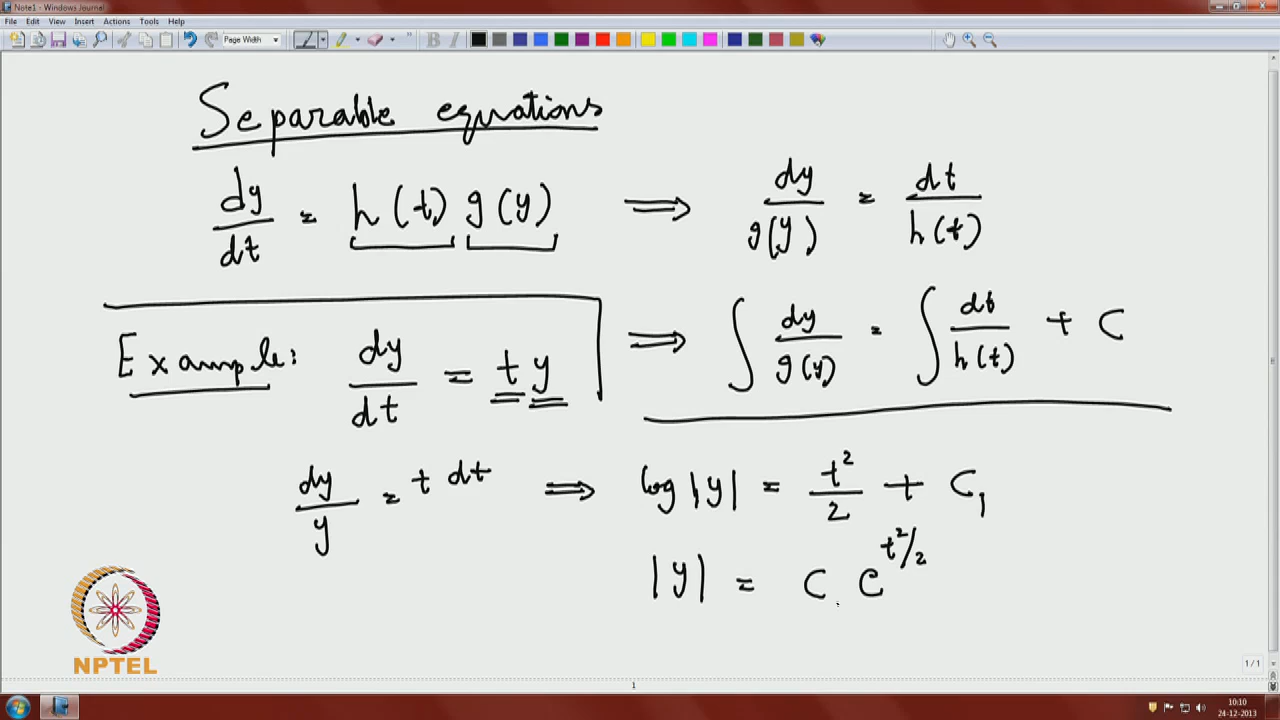 Note1 - Windows Journal
File Edit View Insert Actions Tools Help
Page Width
B I
Separable equations
dy/dt = h(t) g(y) ⟹ dy/g(y) = dt/h(t)
⟹ ∫ dy/g(y) = ∫ dt/h(t) + C
Example: dy/dt = t y
dy/y = t dt ⟹ log|y| = t²/2 + C₁
|y| = C e^{t²/2}
NPTEL
1/1
1
10:10
24-12-2013